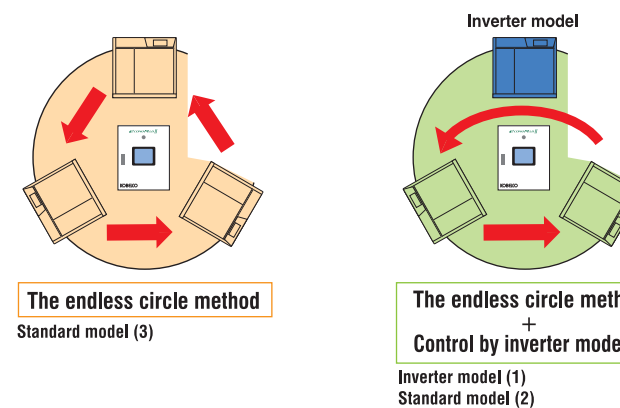 Inverter model
KOBELCO
KOBELCO
The endless circle method
Standard model (3)
The endless circle meth
+
Control by inverter mode
Inverter model (1)
Standard model (2)